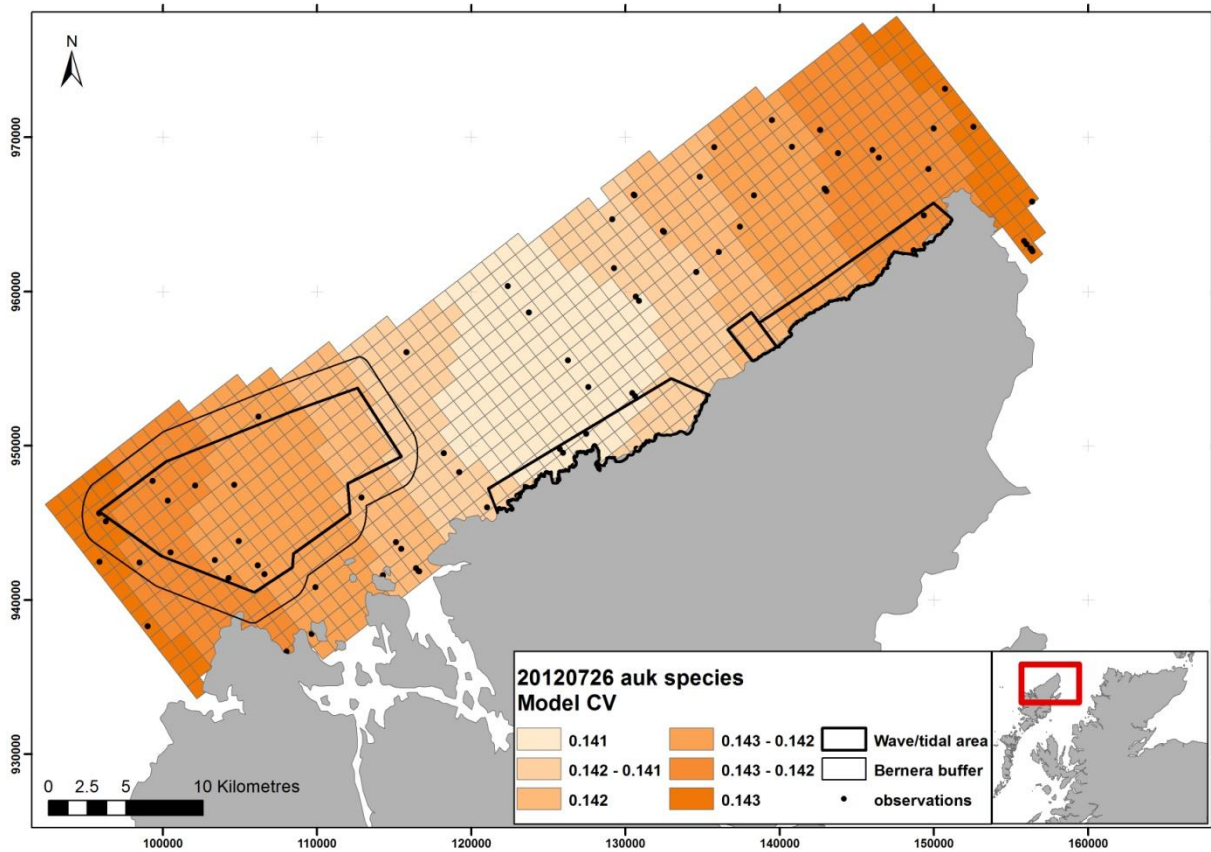 N
970000
960000
950000
940000
930000
20120726 auk species
Model CV
0.141
0.142 - 0.141
0.142
0.143 - 0.142
0.143 - 0.142
0.143
Wave/tidal area
Bernera buffer
observations
0 2.5 5 10 Kilometres
100000 110000 120000 130000 140000 150000 160000